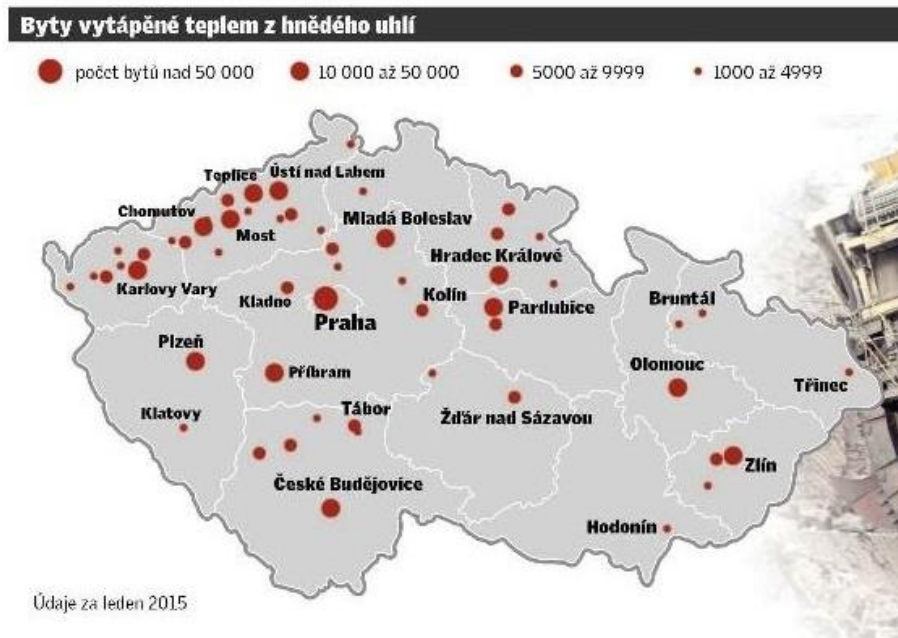 Byty vytápěné teplem z hnědého uhlí
počet bytů nad 50 000
10 000 až 50 000
5000 až 9999
1000 až 4999
Teplice
Ústí nad Labem
Chomutov
Most
Mladá Boleslav
Hradec Králové
Karlovy Vary
Kladno
Kolín
Pardubice
Bruntál
Praha
Plzeň
Příbram
Olomouc
Třinec
Klatovy
Tábor
Žďár nad Sázavou
Zlín
České Budějovice
Hodonín
Údaje za leden 2015